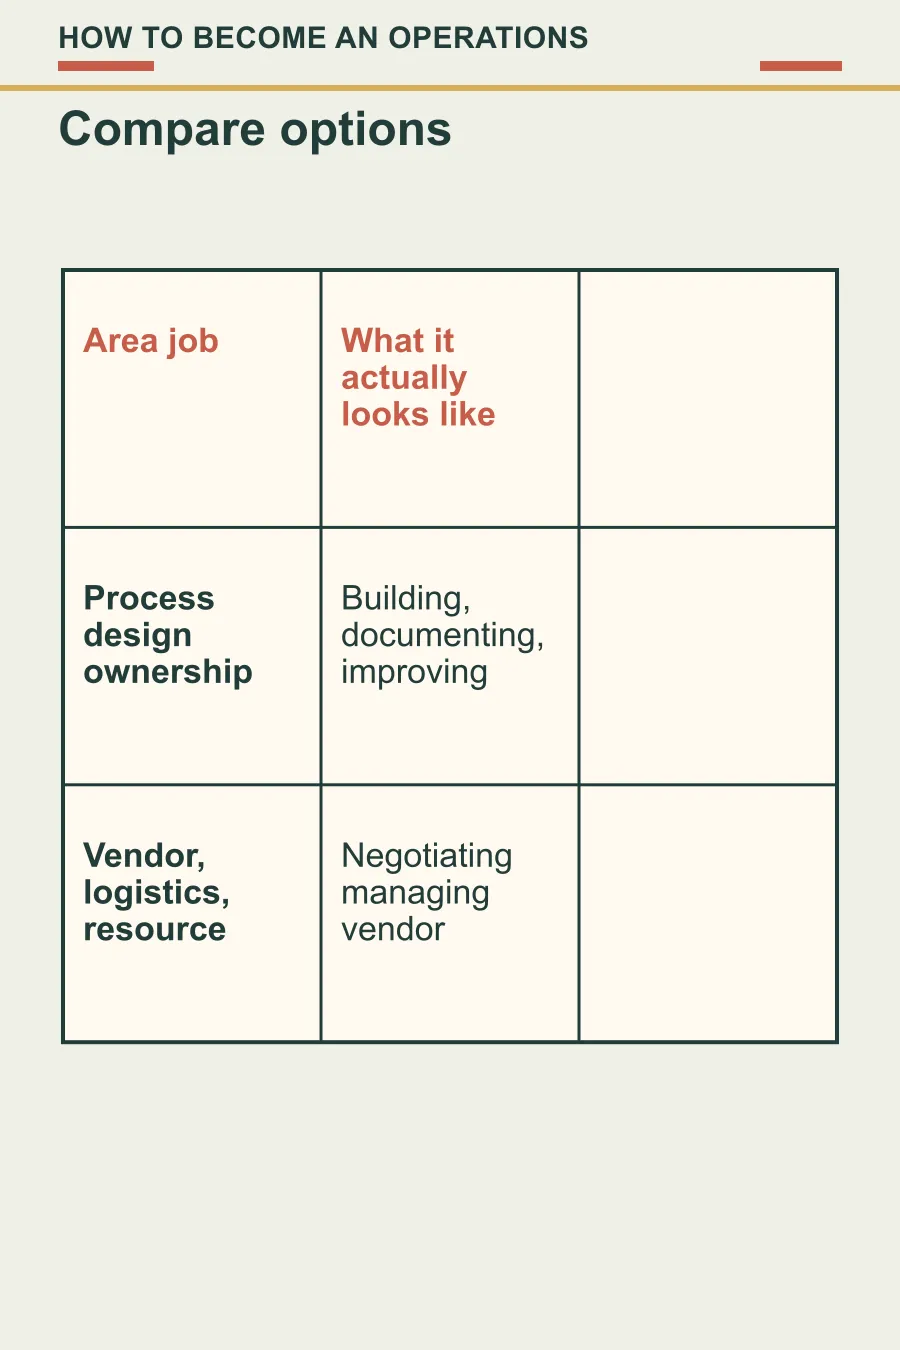 HOW TO BECOME AN OPERATIONS
Compare options
Area job
What it
actually
looks like
Process
design
ownership
Building,
documenting,
improving
Vendor,
logistics,
resource
Negotiating
managing
vendor